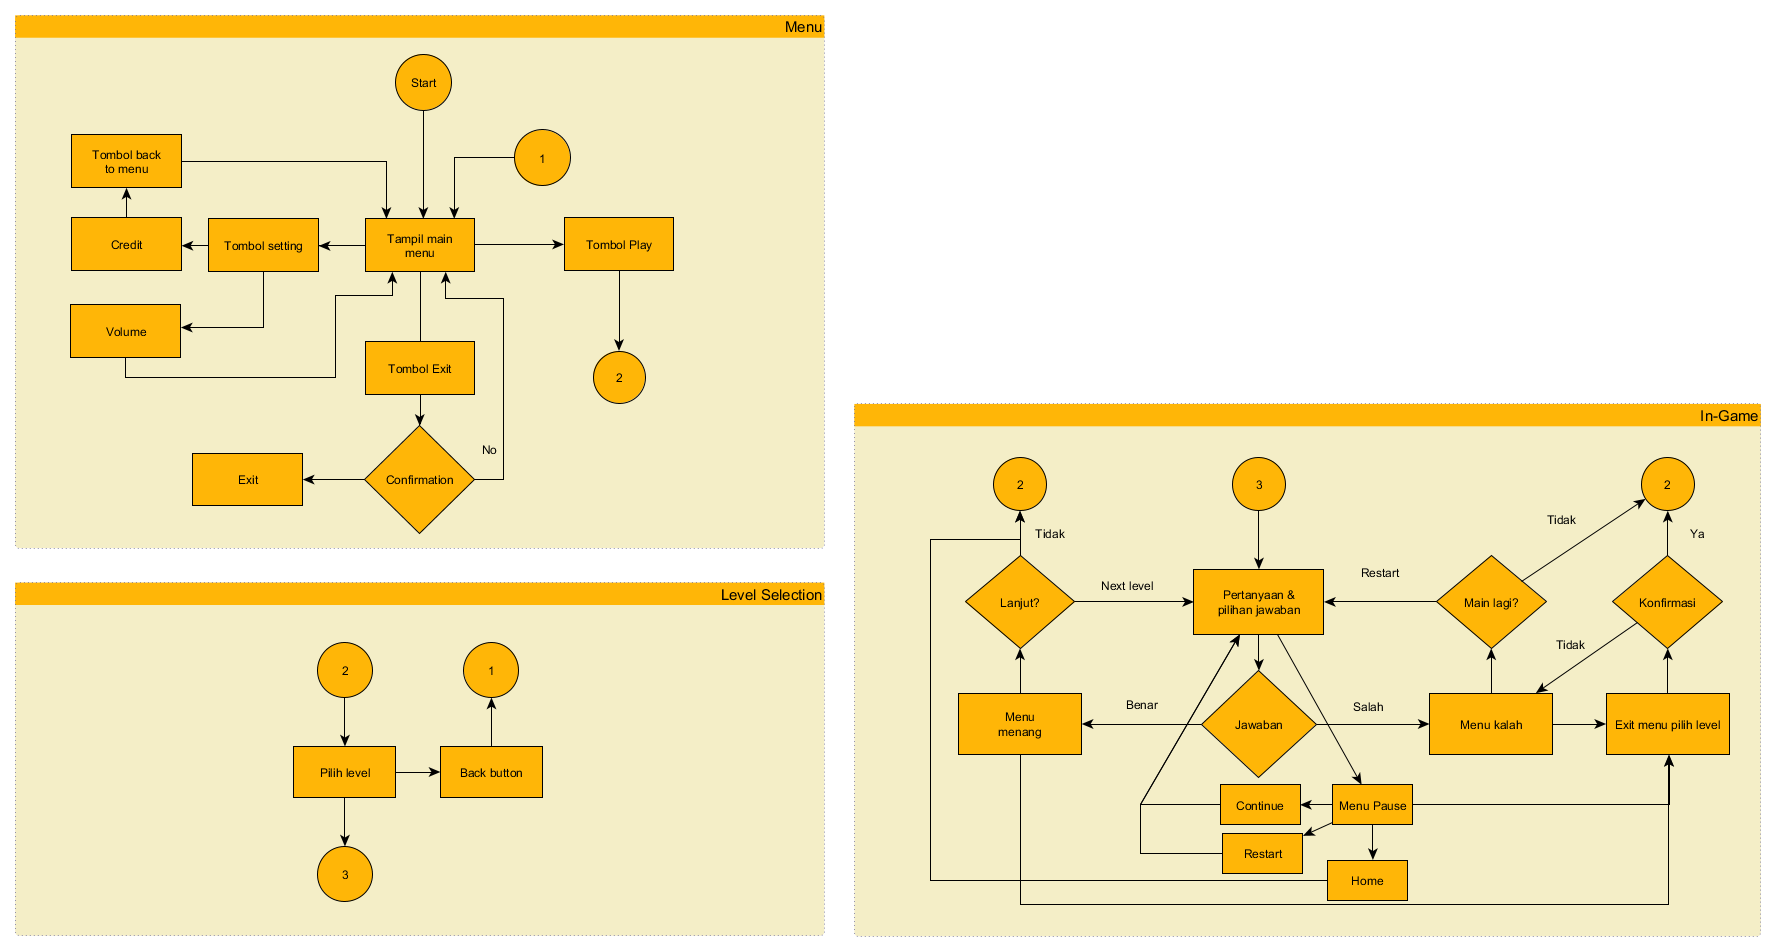 Menu
Start
1
Tombol back
to menu
Credit
Tombol setting
Tampil main
menu
Tombol Play
Volume
Tombol Exit
2
No
Exit
Confirmation
Level Selection
2
1
Pilih level
Back button
3
In-Game
2
3
2
Tidak
Tidak
Ya
Lanjut?
Next level
Pertanyaan &
pilihan jawaban
Restart
Main lagi?
Konfirmasi
Tidak
Menu
menang
Benar
Jawaban
Salah
Menu kalah
Exit menu pilih level
Continue
Menu Pause
Restart
Home